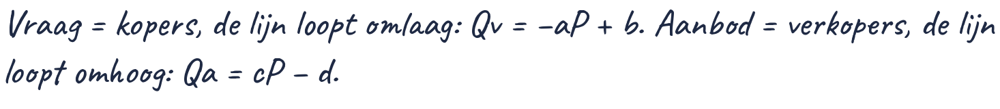 Vraag = kopers, de lijn loopt omlaag: Qv = −aP + b. Aanbod = verkopers, de lijn
loopt omhoog: Qa = cP − d.